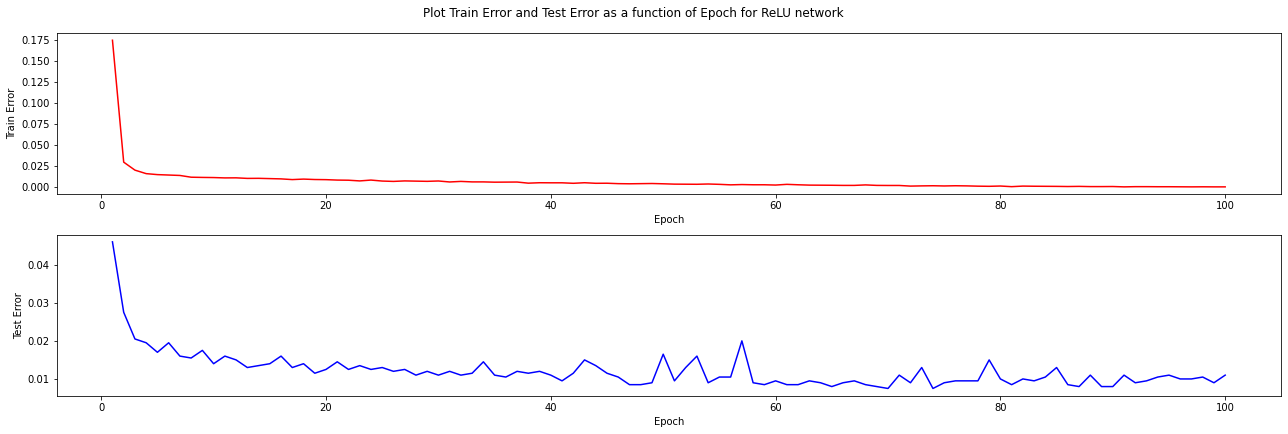 Plot Train Error and Test Error as a function of Epoch for ReLU network
0.175
0.150
0.125
0.100
0.075
0.050
0.025
0.000
Train Error
0 20 40 60 80 100
Epoch
0.04
0.03
0.02
0.01
Test Error
0 20 40 60 80 100
Epoch